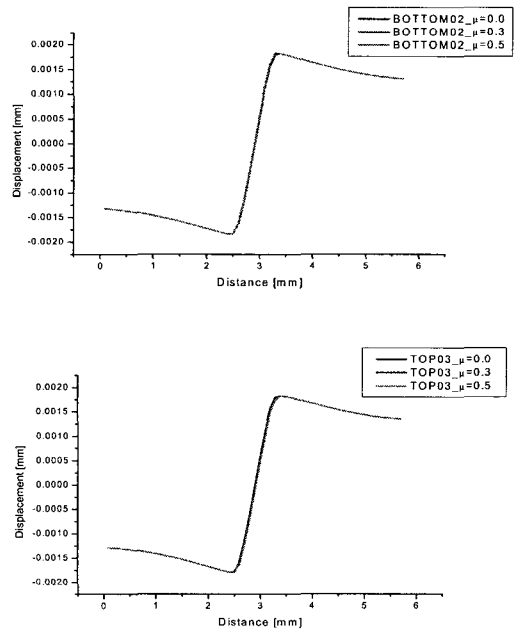 BOTTOM02_µ=0.0
BOTTOM02_µ=0.3
BOTTOM02_µ=0.5
0.0020
0.0015
0.0010
0.0005
0.0000
-0.0005
-0.0010
-0.0015
-0.0020
Displacement [mm]
0 1 2 3 4 5 6
Distance [mm]
TOP03_µ=0.0
TOP03_µ=0.3
TOP03_µ=0.5
0.0020
0.0015
0.0010
0.0005
0.0000
-0.0005
-0.0010
-0.0015
-0.0020
Displacement [mm]
0 1 2 3 4 5 6
Distance [mm]